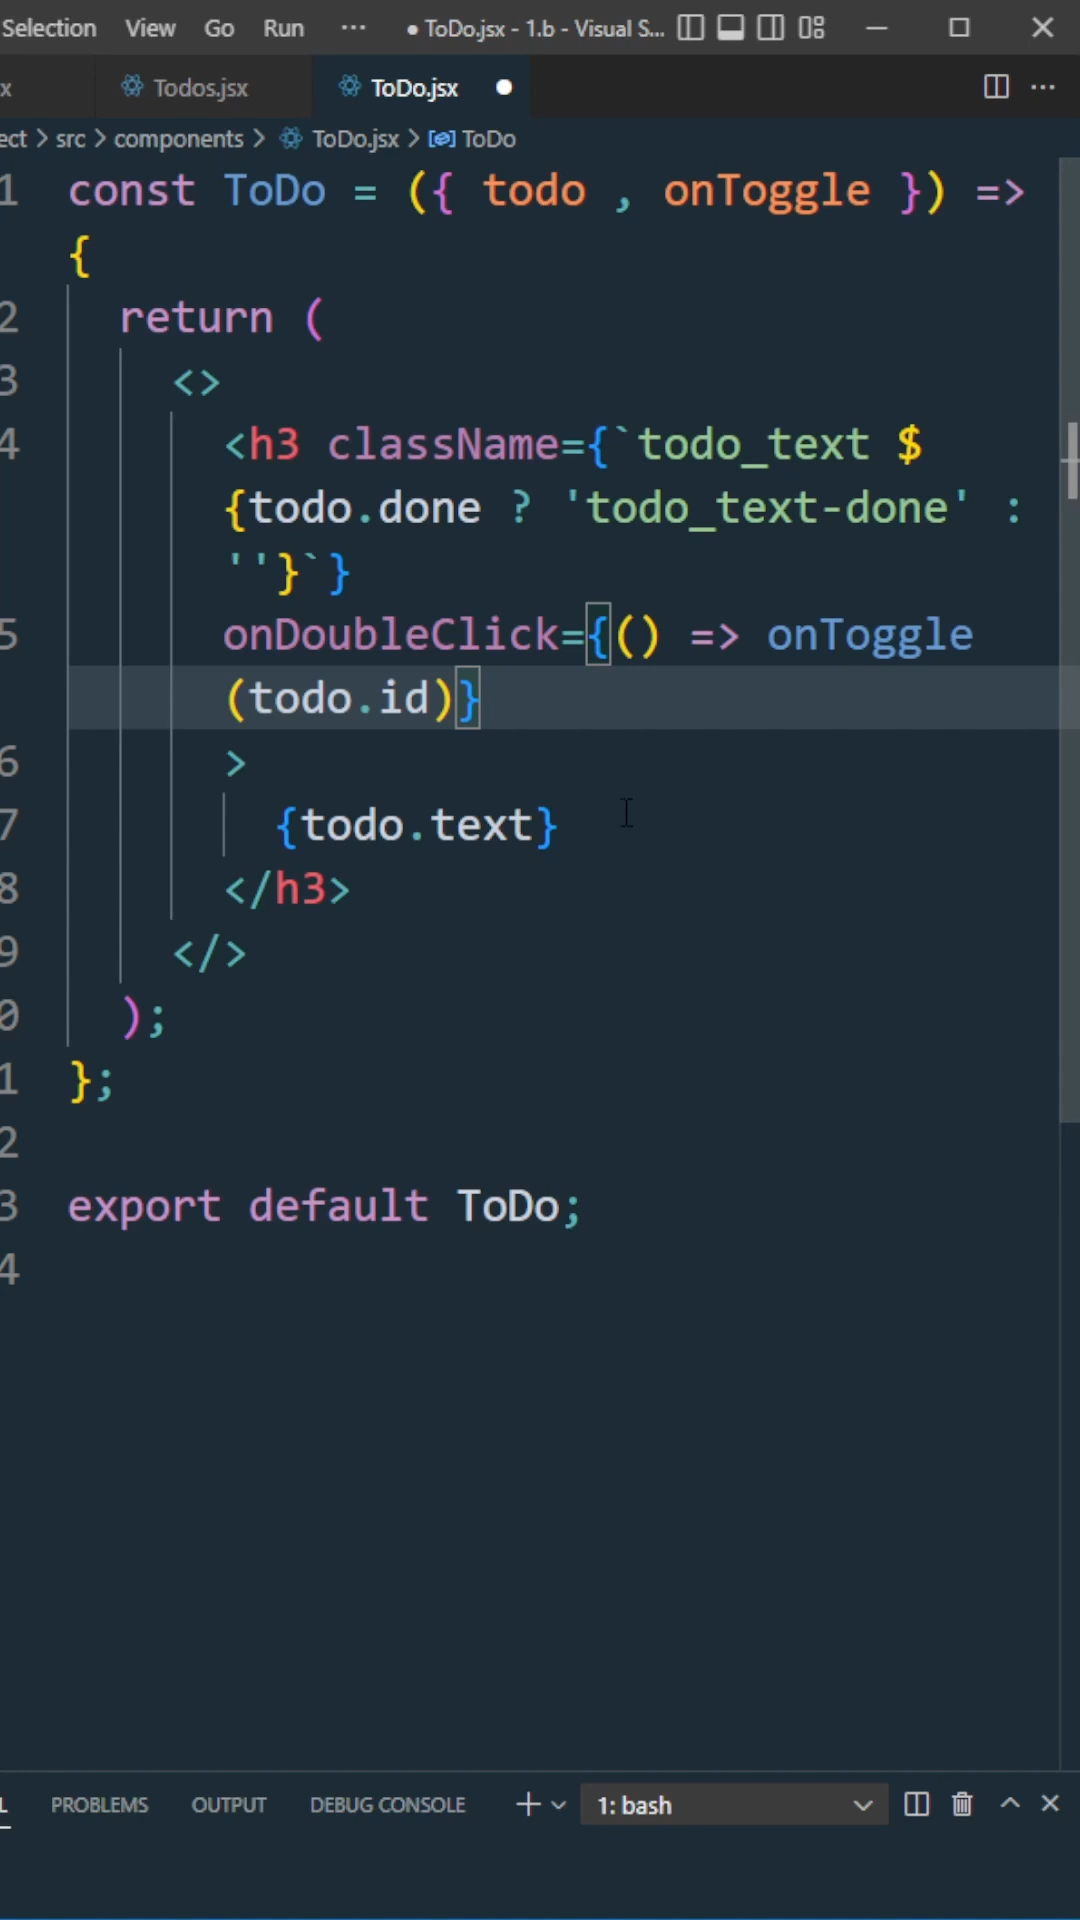 Selection View Go Run ... ● ToDo.jsx - 1.b - Visual S...
x Todos.jsx ToDo.jsx ● ...
ect > src > components > ToDo.jsx > ToDo
1 const ToDo = ({ todo , onToggle }) =>
{
2 return (
3 <>
4 <h3 className={`todo_text $
{todo.done ? 'todo_text-done' :
''}`}
5 onDoubleClick={() => onToggle
(todo.id)}
6 >
7 {todo.text}
8 </h3>
9 </>
0 );
1 };
2
3 export default ToDo;
4
L PROBLEMS OUTPUT DEBUG CONSOLE 1: bash